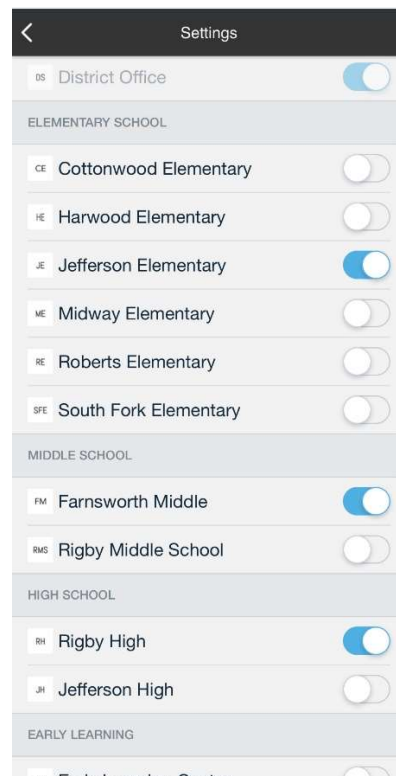 Settings
DS District Office
ELEMENTARY SCHOOL
CE Cottonwood Elementary
HE Harwood Elementary
JE Jefferson Elementary
ME Midway Elementary
RE Roberts Elementary
SFE South Fork Elementary
MIDDLE SCHOOL
FM Farnsworth Middle
RMS Rigby Middle School
HIGH SCHOOL
RH Rigby High
JH Jefferson High
EARLY LEARNING